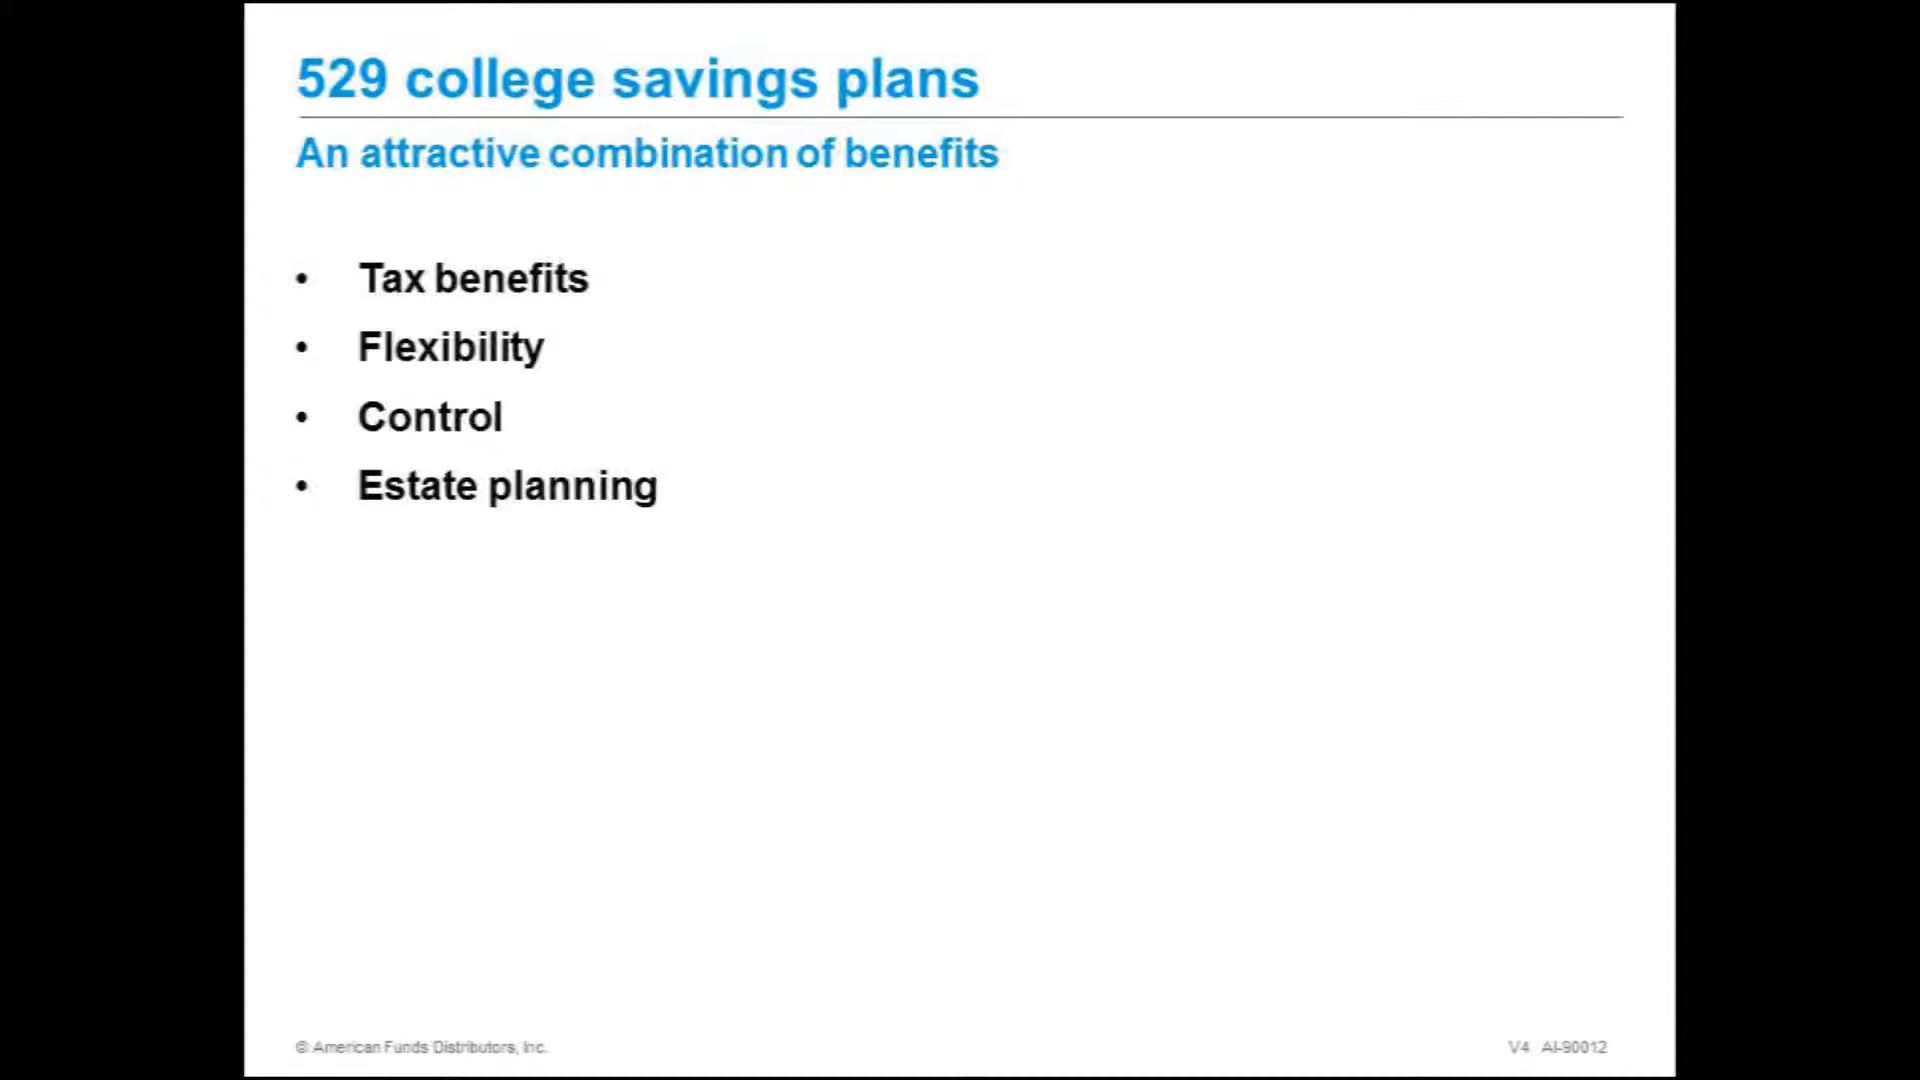 529 college savings plans
An attractive combination of benefits
• Tax benefits
• Flexibility
• Control
• Estate planning
© American Funds Distributors, Inc.
V4 AI-90012